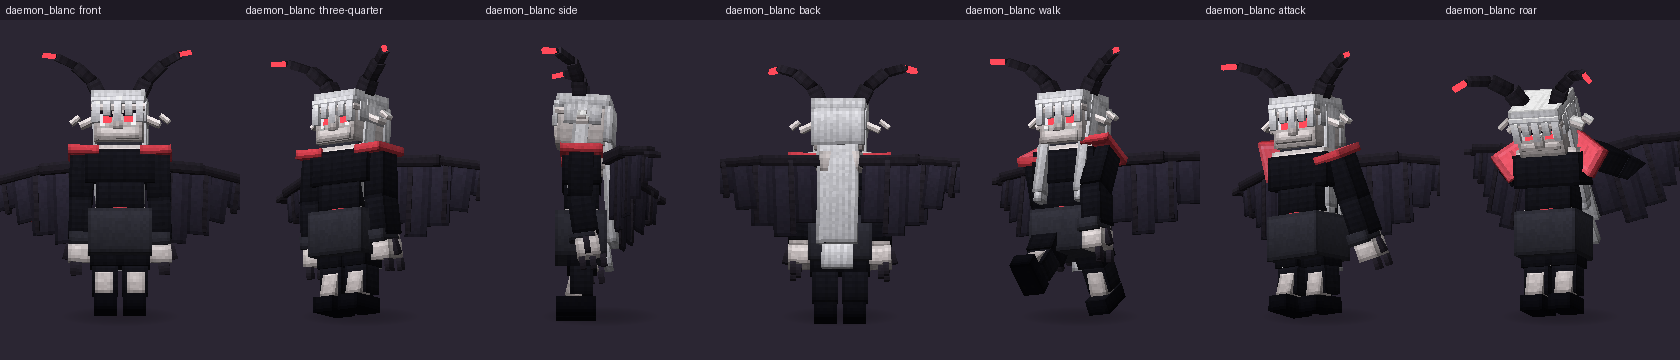 daemon_blanc front
daemon_blanc three-quarter
daemon_blanc side
daemon_blanc back
daemon_blanc walk
daemon_blanc attack
daemon_blanc roar